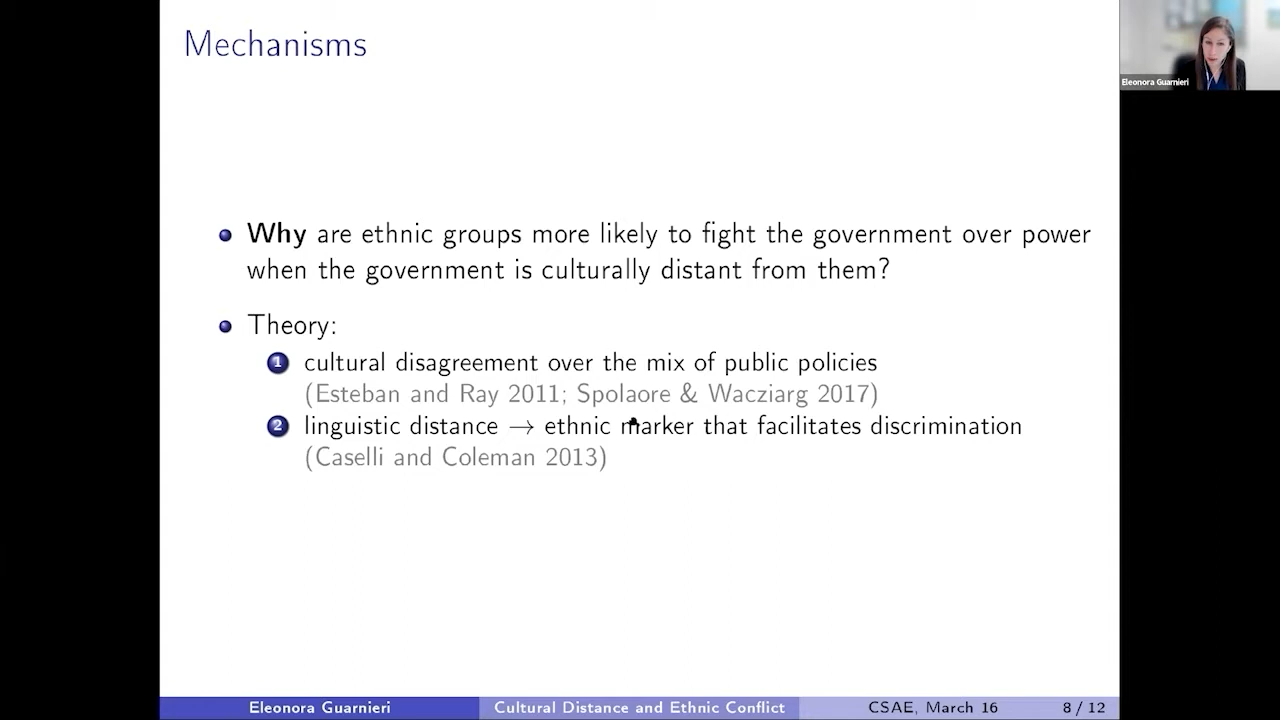 Mechanisms
Eleonora Guarnieri
Why are ethnic groups more likely to fight the government over power
when the government is culturally distant from them?
Theory:
1 cultural disagreement over the mix of public policies
(Esteban and Ray 2011; Spolaore & Wacziarg 2017)
2 linguistic distance → ethnic marker that facilitates discrimination
(Caselli and Coleman 2013)
Eleonora Guarnieri Cultural Distance and Ethnic Conflict CSAE, March 16 8 / 12